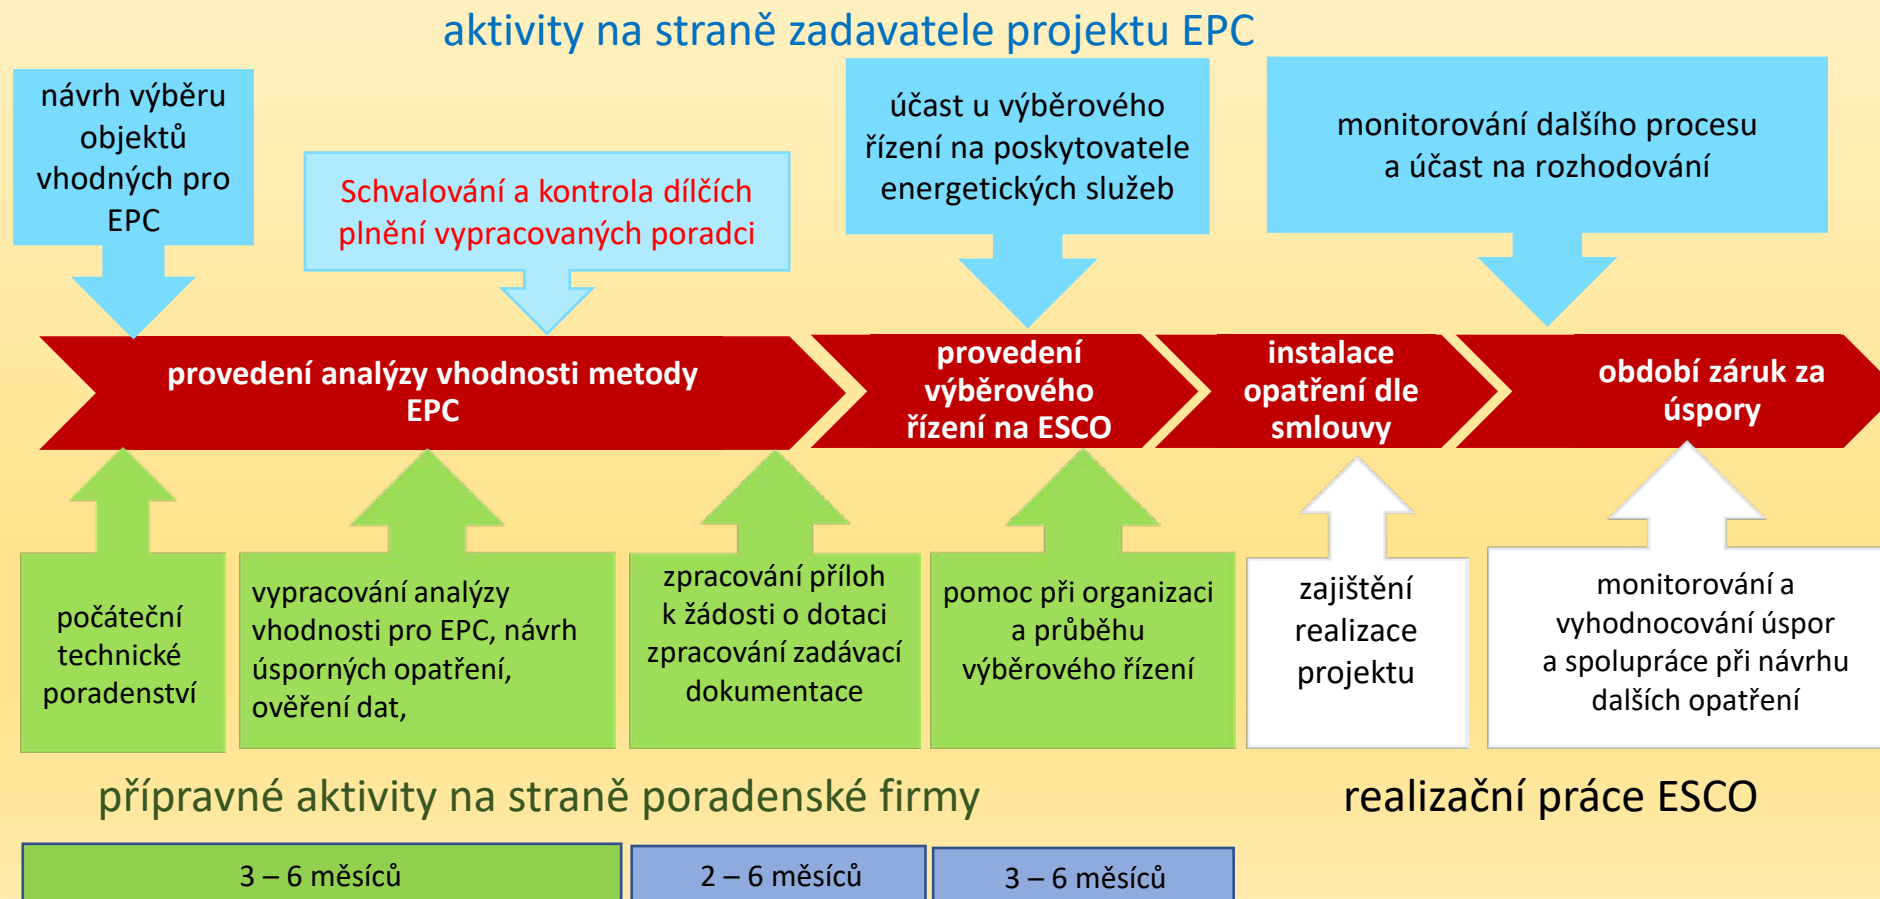 aktivity na straně zadavatele projektu EPC
návrh výběru
objektů
vhodných pro
EPC
Schvalování a kontrola dílčích
plnění vypracovaných poradci
účast u výběrového
řízení na poskytovatele
energetických služeb
monitorování dalšího procesu
a účast na rozhodování
provedení analýzy vhodnosti metody
EPC
provedení
výběrového
řízení na ESCO
instalace
opatření dle
smlouvy
období záruk za
úspory
počáteční
technické
poradenství
vypracování analýzy
vhodnosti pro EPC, návrh
úsporných opatření,
ověření dat,
zpracování příloh
k žádosti o dotaci
zpracování zadávací
dokumentace
pomoc při organizaci
a průběhu
výběrového řízení
zajištění
realizace
projektu
monitorování a
vyhodnocování úspor
a spolupráce při návrhu
dalších opatření
přípravné aktivity na straně poradenské firmy
realizační práce ESCO
3 – 6 měsíců
2 – 6 měsíců
3 – 6 měsíců